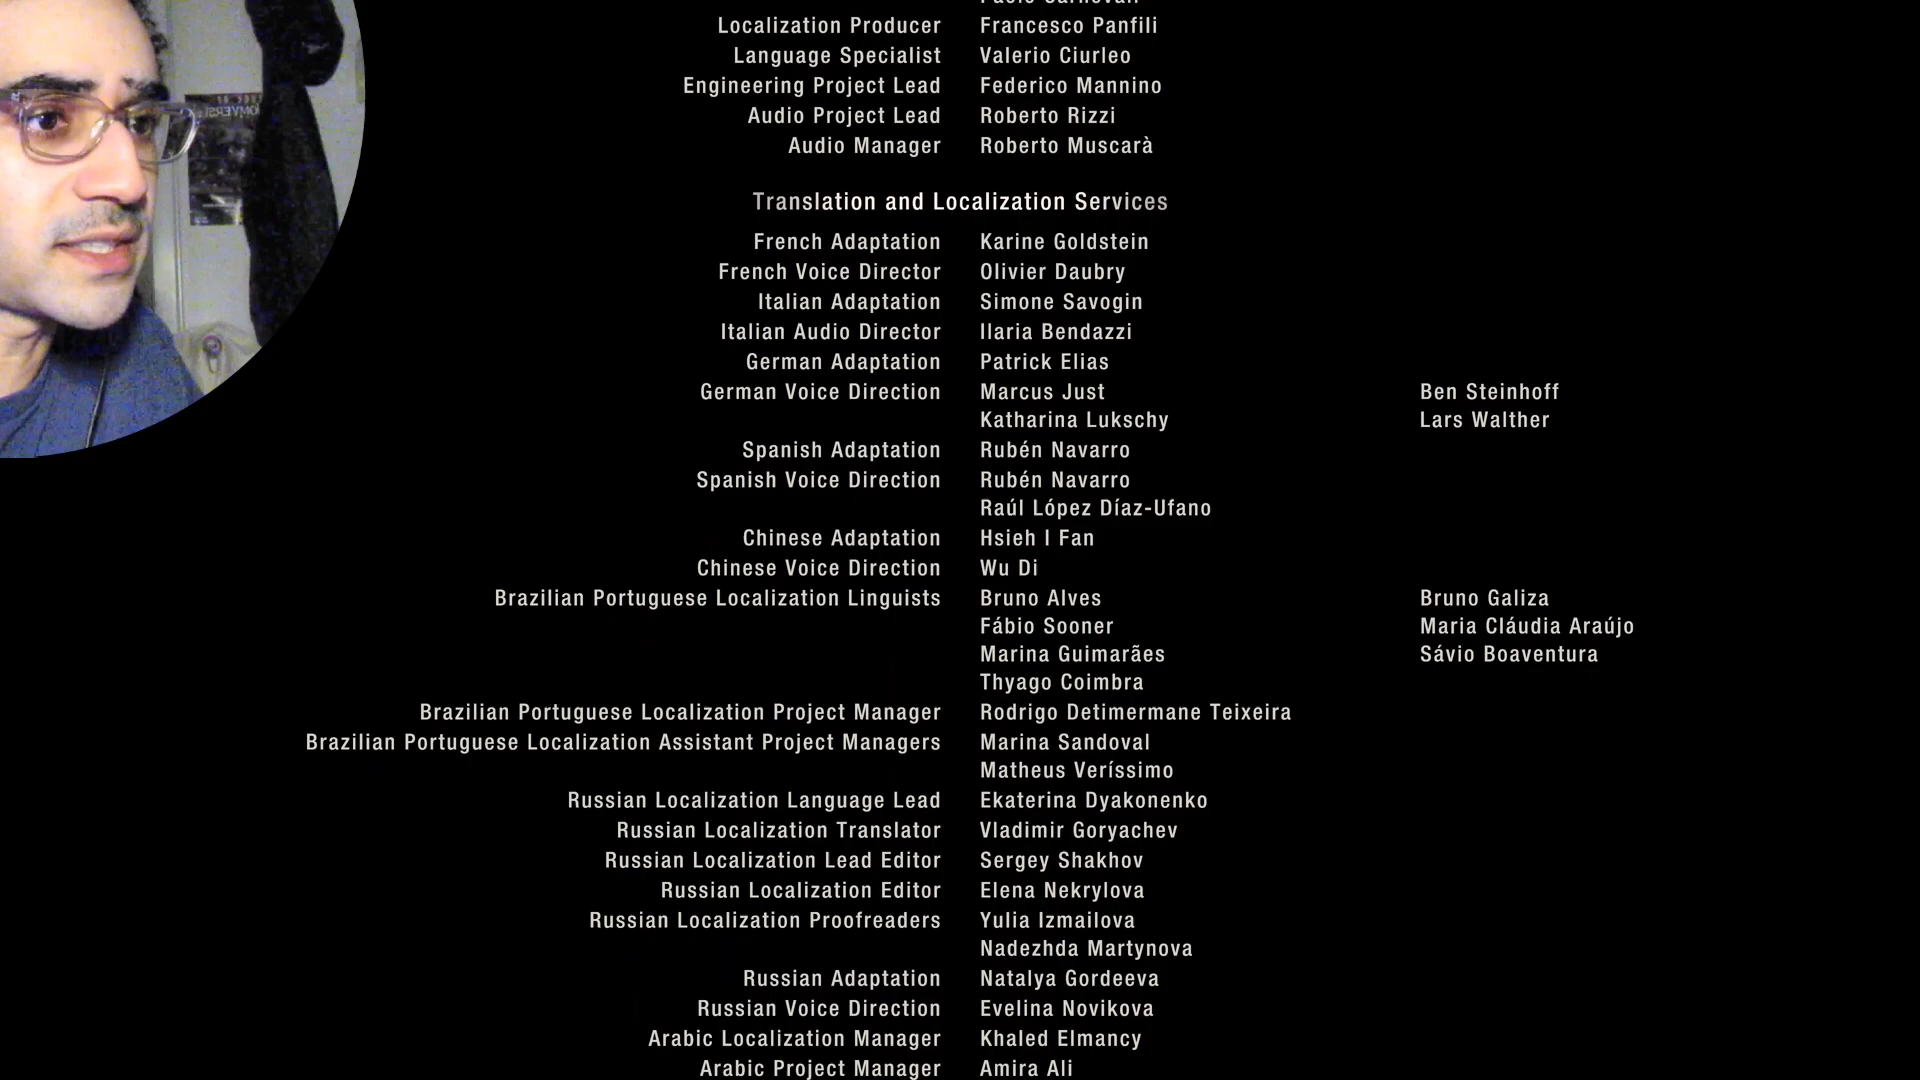 Localization Producer Francesco Panfili
Language Specialist Valerio Ciurleo
Engineering Project Lead Federico Mannino
Audio Project Lead Roberto Rizzi
Audio Manager Roberto Muscarà
Translation and Localization Services
French Adaptation Karine Goldstein
French Voice Director Olivier Daubry
Italian Adaptation Simone Savogin
Italian Audio Director Ilaria Bendazzi
German Adaptation Patrick Elias
German Voice Direction Marcus Just Ben Steinhoff
Katharina Lukschy Lars Walther
Spanish Adaptation Rubén Navarro
Spanish Voice Direction Rubén Navarro
Raúl López Díaz-Ufano
Chinese Adaptation Hsieh I Fan
Chinese Voice Direction Wu Di
Brazilian Portuguese Localization Linguists Bruno Alves Bruno Galiza
Fábio Sooner Maria Cláudia Araújo
Marina Guimarães Sávio Boaventura
Thyago Coimbra
Brazilian Portuguese Localization Project Manager Rodrigo Detimermane Teixeira
Brazilian Portuguese Localization Assistant Project Managers Marina Sandoval
Matheus Veríssimo
Russian Localization Language Lead Ekaterina Dyakonenko
Russian Localization Translator Vladimir Goryachev
Russian Localization Lead Editor Sergey Shakhov
Russian Localization Editor Elena Nekrylova
Russian Localization Proofreaders Yulia Izmailova
Nadezhda Martynova
Russian Adaptation Natalya Gordeeva
Russian Voice Direction Evelina Novikova
Arabic Localization Manager Khaled Elmancy
Arabic Project Manager Amira Ali